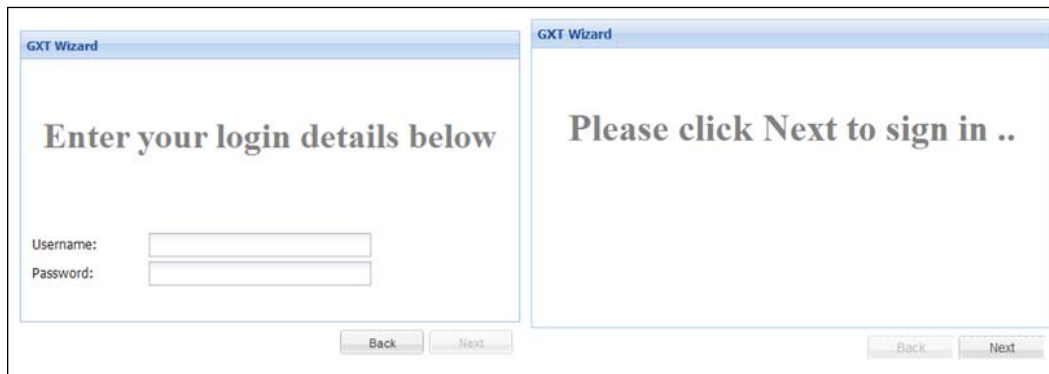 GXT Wizard
Enter your login details below
Username:
Password:
Back
Next
GXT Wizard
Please click Next to sign in ..
Back
Next